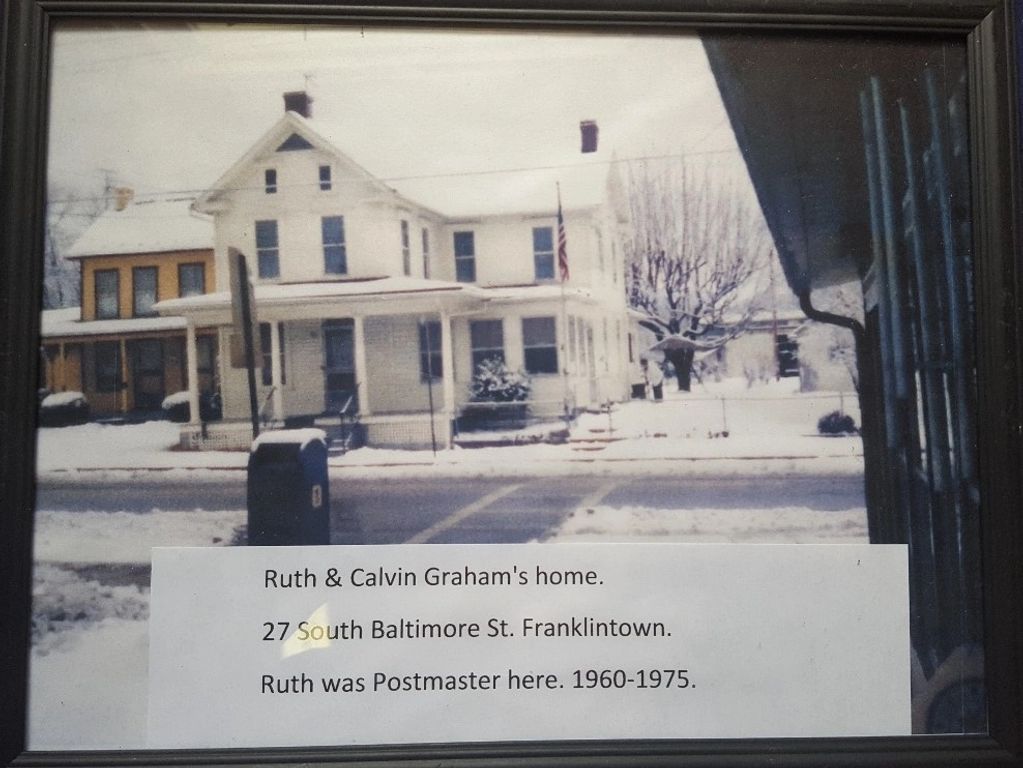 Ruth & Calvin Graham's home.
27 South Baltimore St. Franklintown.
Ruth was Postmaster here. 1960-1975.